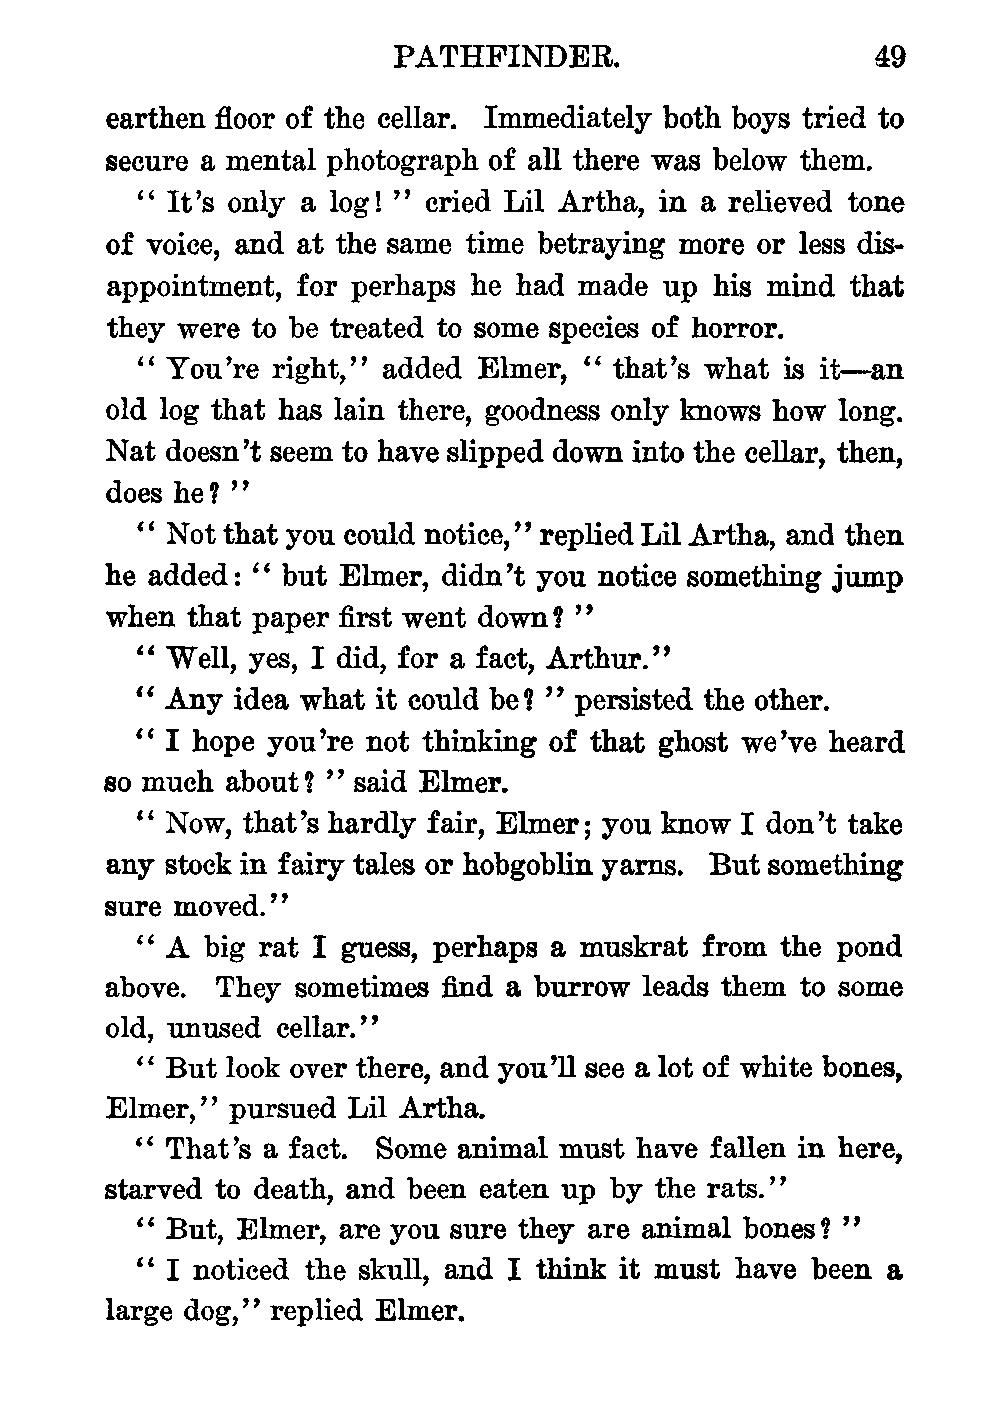 PATHFINDER. 49
earthen floor of the cellar. Immediately both boys tried to
secure a mental photograph of all there was below them.
“ It’s only a log! ” cried Lil Artha, in a relieved tone
of voice, and at the same time betraying more or less dis-
appointment, for perhaps he had made up his mind that
they were to be treated to some species of horror.
“ You’re right,” added Elmer, “ that’s what is it—an
old log that has lain there, goodness only knows how long.
Nat doesn’t seem to have slipped down into the cellar, then,
does he? ”
“ Not that you could notice,” replied Lil Artha, and then
he added: “ but Elmer, didn’t you notice something jump
when that paper first went down? ”
“ Well, yes, I did, for a fact, Arthur.”
“ Any idea what it could be? ” persisted the other.
“ I hope you’re not thinking of that ghost we’ve heard
so much about? ” said Elmer.
“ Now, that’s hardly fair, Elmer; you know I don’t take
any stock in fairy tales or hobgoblin yarns. But something
sure moved.”
“ A big rat I guess, perhaps a muskrat from the pond
above. They sometimes find a burrow leads them to some
old, unused cellar.”
“ But look over there, and you’ll see a lot of white bones,
Elmer,” pursued Lil Artha.
“ That’s a fact. Some animal must have fallen in here,
starved to death, and been eaten up by the rats.”
“ But, Elmer, are you sure they are animal bones? ”
“ I noticed the skull, and I think it must have been a
large dog,” replied Elmer.